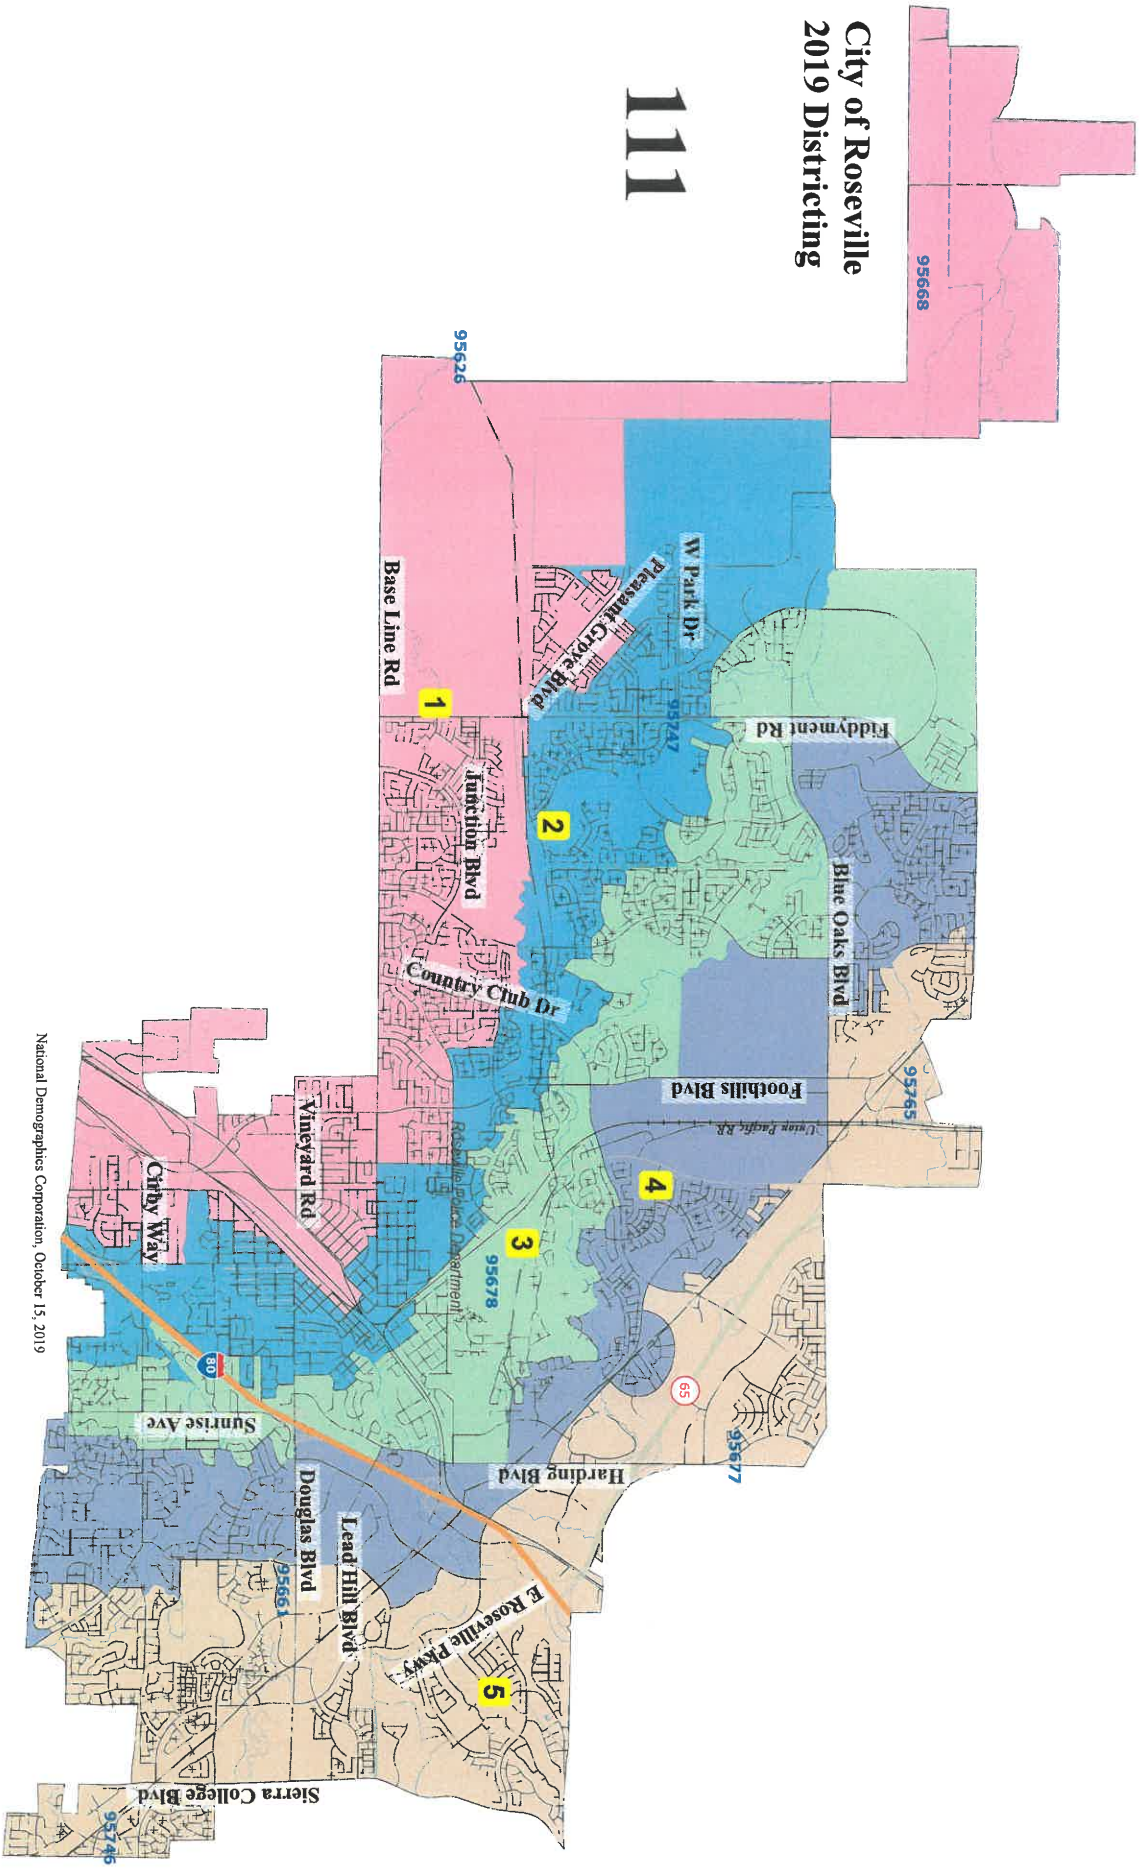 City of Roseville
2019 Districting
111
95668
95626
W Park Dr
Pleasant Grove Blvd
Base Line Rd
1
95747
Fiddyment Rd
Junction Blvd
2
Blue Oaks Blvd
Country Club Dr
95765
Foothills Blvd
Union Pacific RR
Vineyard Rd
Roseville Police Department
4
Cirby Way
3
95678
80
65
Sunrise Ave
95677
Harding Blvd
Douglas Blvd
Lead Hill Blvd
95661
E Roseville Pkwy
5
Sierra College Blvd
95746
National Demographics Corporation, October 15, 2019